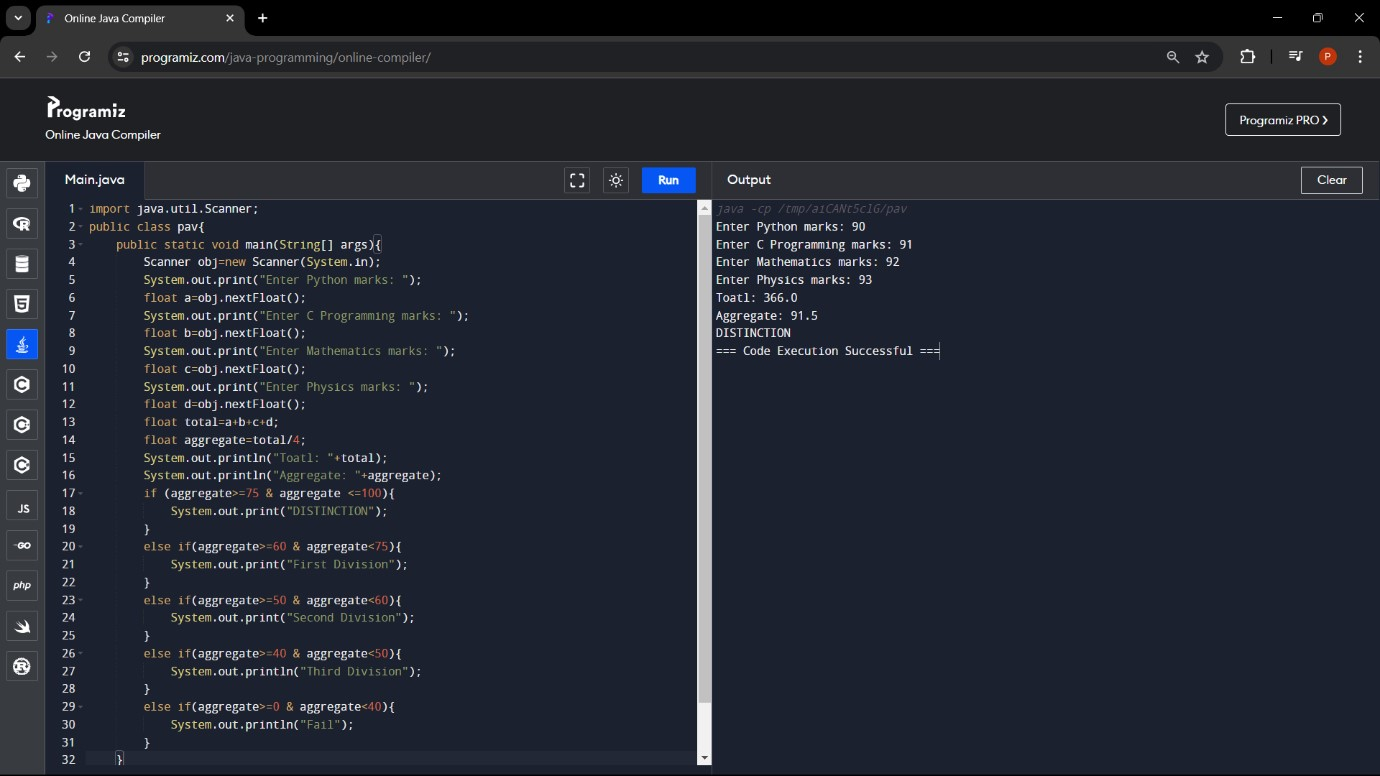 Online Java Compiler
programiz.com/java-programming/online-compiler/
P
Programiz
Online Java Compiler
Programiz PRO
Main.java
Run
Output
Clear
1 import java.util.Scanner;
2 public class pav{
3 public static void main(String[] args){
4 Scanner obj=new Scanner(System.in);
5 System.out.print("Enter Python marks: ");
6 float a=obj.nextFloat();
7 System.out.print("Enter C Programming marks: ");
8 float b=obj.nextFloat();
9 System.out.print("Enter Mathematics marks: ");
10 float c=obj.nextFloat();
11 System.out.print("Enter Physics marks: ");
12 float d=obj.nextFloat();
13 float total=a+b+c+d;
14 float aggregate=total/4;
15 System.out.println("Toatl: "+total);
16 System.out.println("Aggregate: "+aggregate);
17 if (aggregate>=75 & aggregate <=100){
18 System.out.print("DISTINCTION");
19 }
20 else if(aggregate>=60 & aggregate<75){
21 System.out.print("First Division");
22 }
23 else if(aggregate>=50 & aggregate<60){
24 System.out.print("Second Division");
25 }
26 else if(aggregate>=40 & aggregate<50){
27 System.out.println("Third Division");
28 }
29 else if(aggregate>=0 & aggregate<40){
30 System.out.println("Fail");
31 }
32 }
java -cp /tmp/aiCANt5clG/pav
Enter Python marks: 90
Enter C Programming marks: 91
Enter Mathematics marks: 92
Enter Physics marks: 93
Toatl: 366.0
Aggregate: 91.5
DISTINCTION
=== Code Execution Successful ===
R
5
C
C
C
JS
GO
php